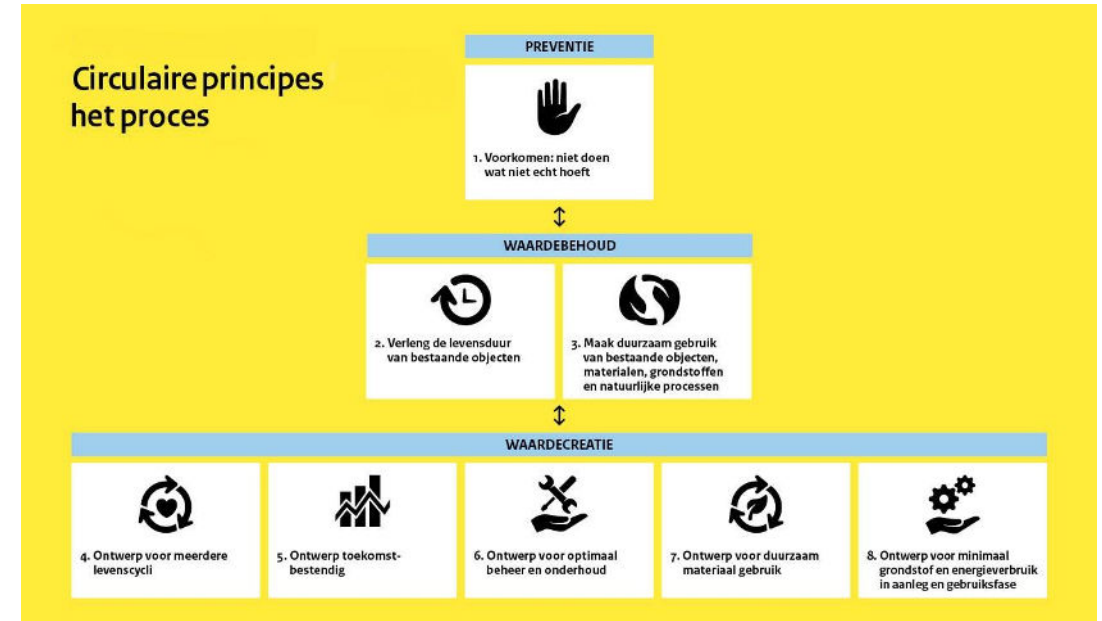 Circulaire principes
het proces
PREVENTIE
1. Voorkomen: niet doen
wat niet echt hoeft
WAARDEBEHOUD
2. Verleng de levensduur
van bestaande objecten
3. Maak duurzaam gebruik
van bestaande objecten,
materialen, grondstoffen
en natuurlijke processen
WAARDECREATIE
4. Ontwerp voor meerdere
levenscycli
5. Ontwerp toekomst-
bestendig
6. Ontwerp voor optimaal
beheer en onderhoud
7. Ontwerp voor duurzaam
materiaal gebruik
8. Ontwerp voor minimaal
grondstof en energieverbruik
in aanleg en gebruiksfase